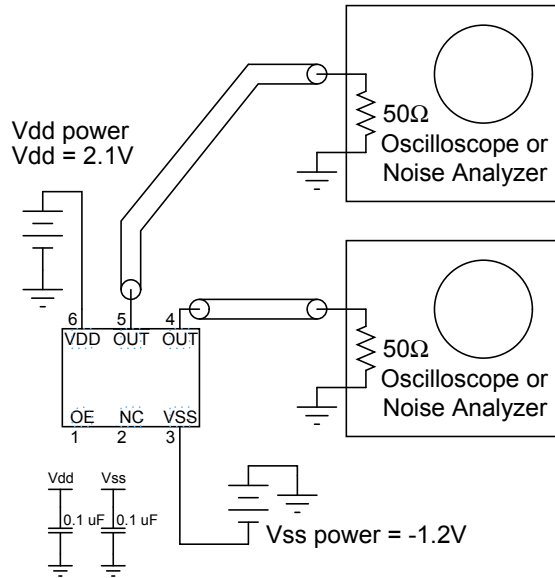 50Ω
Oscilloscope or
Noise Analyzer
Vdd power
Vdd = 2.1V
50Ω
Oscilloscope or
Noise Analyzer
6 5 4
VDD OUT OUT
OE NC VSS
1 2 3
Vdd Vss
0.1 uF 0.1 uF
Vss power = -1.2V